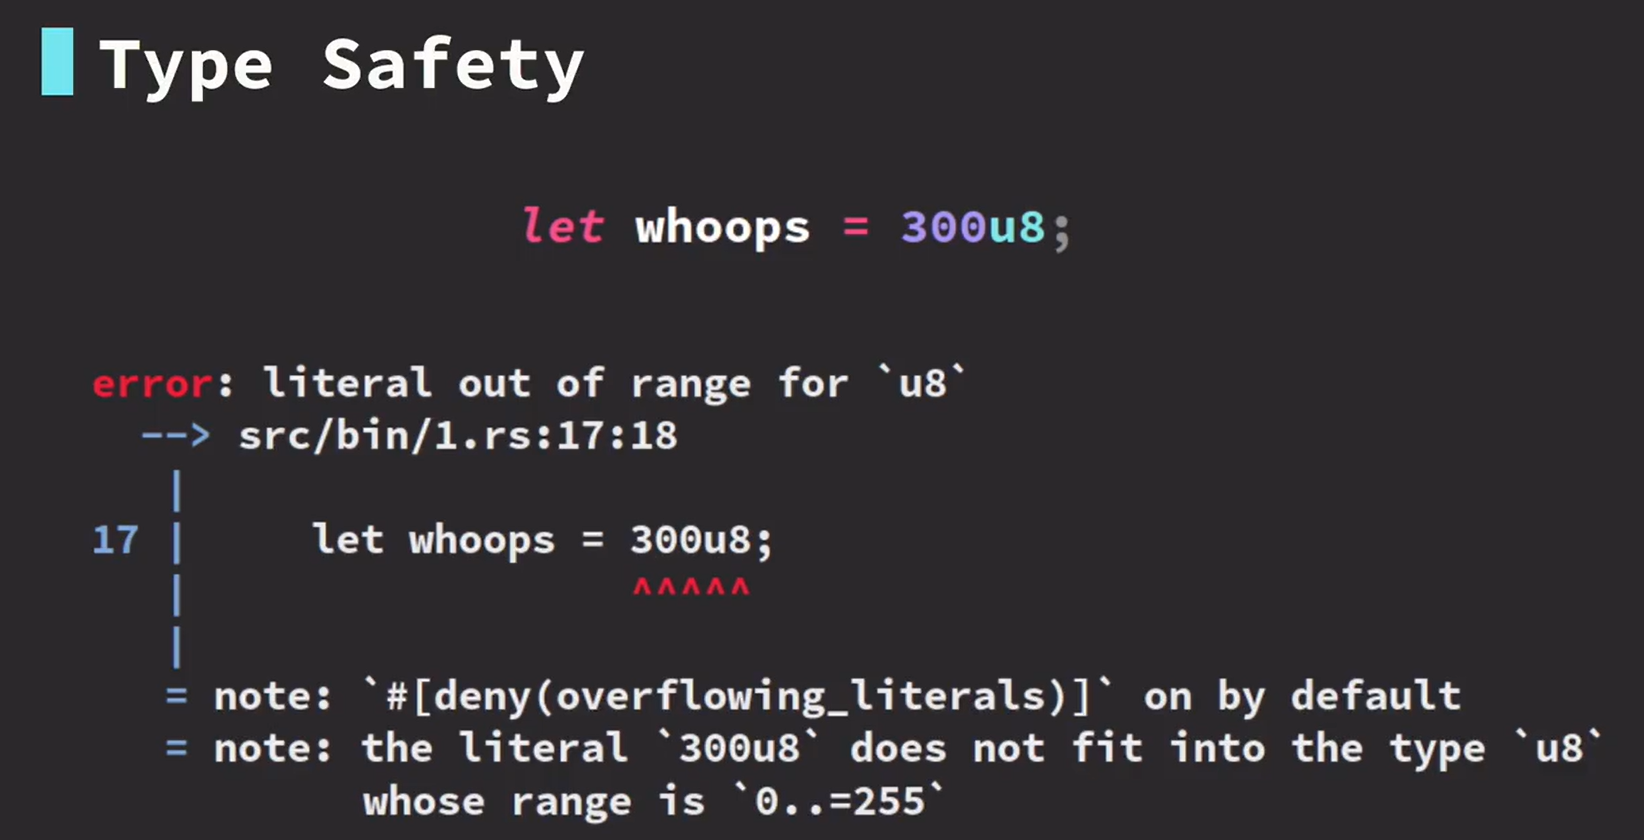 Type Safety
let whoops = 300u8;
error: literal out of range for `u8`
--> src/bin/1.rs:17:18
|
17 | let whoops = 300u8;
| ^^^^^
|
= note: `#[deny(overflowing_literals)]` on by default
= note: the literal `300u8` does not fit into the type `u8`
whose range is `0..=255`